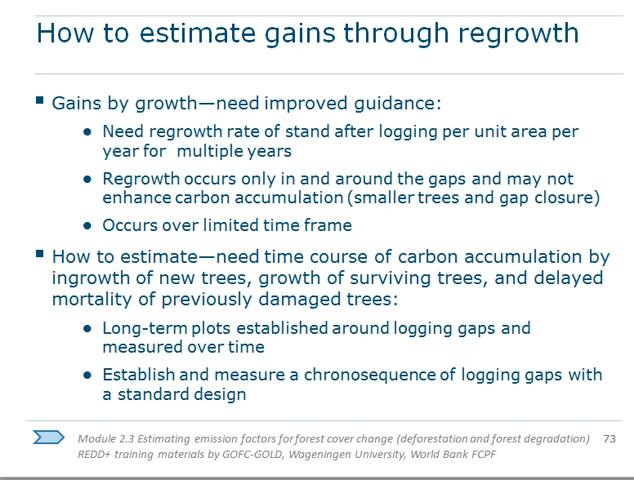 How to estimate gains through regrowth
Gains by growth—need improved guidance:
Need regrowth rate of stand after logging per unit area per
year for multiple years
Regrowth occurs only in and around the gaps and may not
enhance carbon accumulation (smaller trees and gap closure)
Occurs over limited time frame
How to estimate—need time course of carbon accumulation by
ingrowth of new trees, growth of surviving trees, and delayed
mortality of previously damaged trees:
Long-term plots established around logging gaps and
measured over time
Establish and measure a chronosequence of logging gaps with
a standard design
Module 2.3 Estimating emission factors for forest cover change (deforestation and forest degradation) 73
REDD+ training materials by GOFC-GOLD, Wageningen University, World Bank FCPF